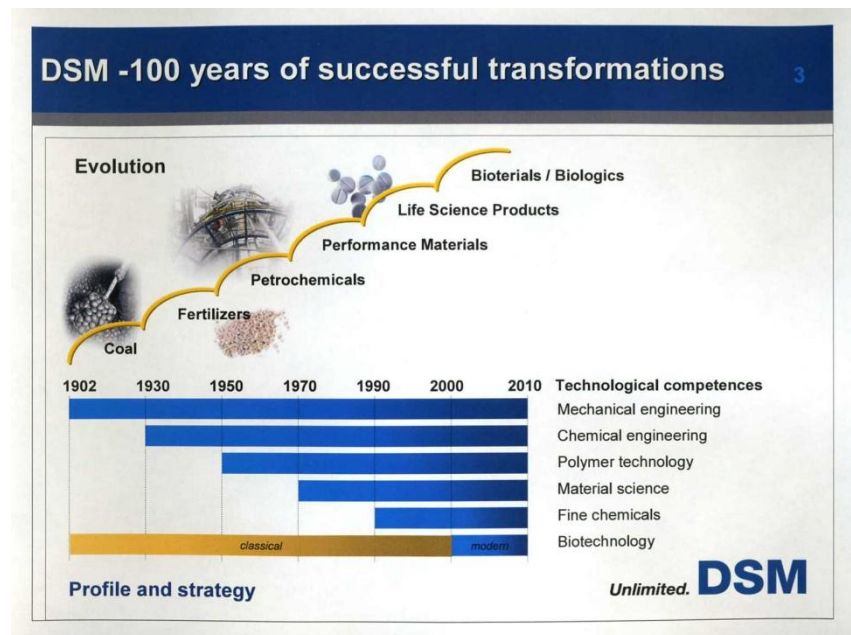 DSM -100 years of successful transformations 3
Evolution
Bioterials / Biologics
Life Science Products
Performance Materials
Petrochemicals
Fertilizers
Coal
1902 1930 1950 1970 1990 2000 2010 Technological competences
Mechanical engineering
Chemical engineering
Polymer technology
Material science
Fine chemicals
classical modern Biotechnology
Profile and strategy Unlimited. DSM